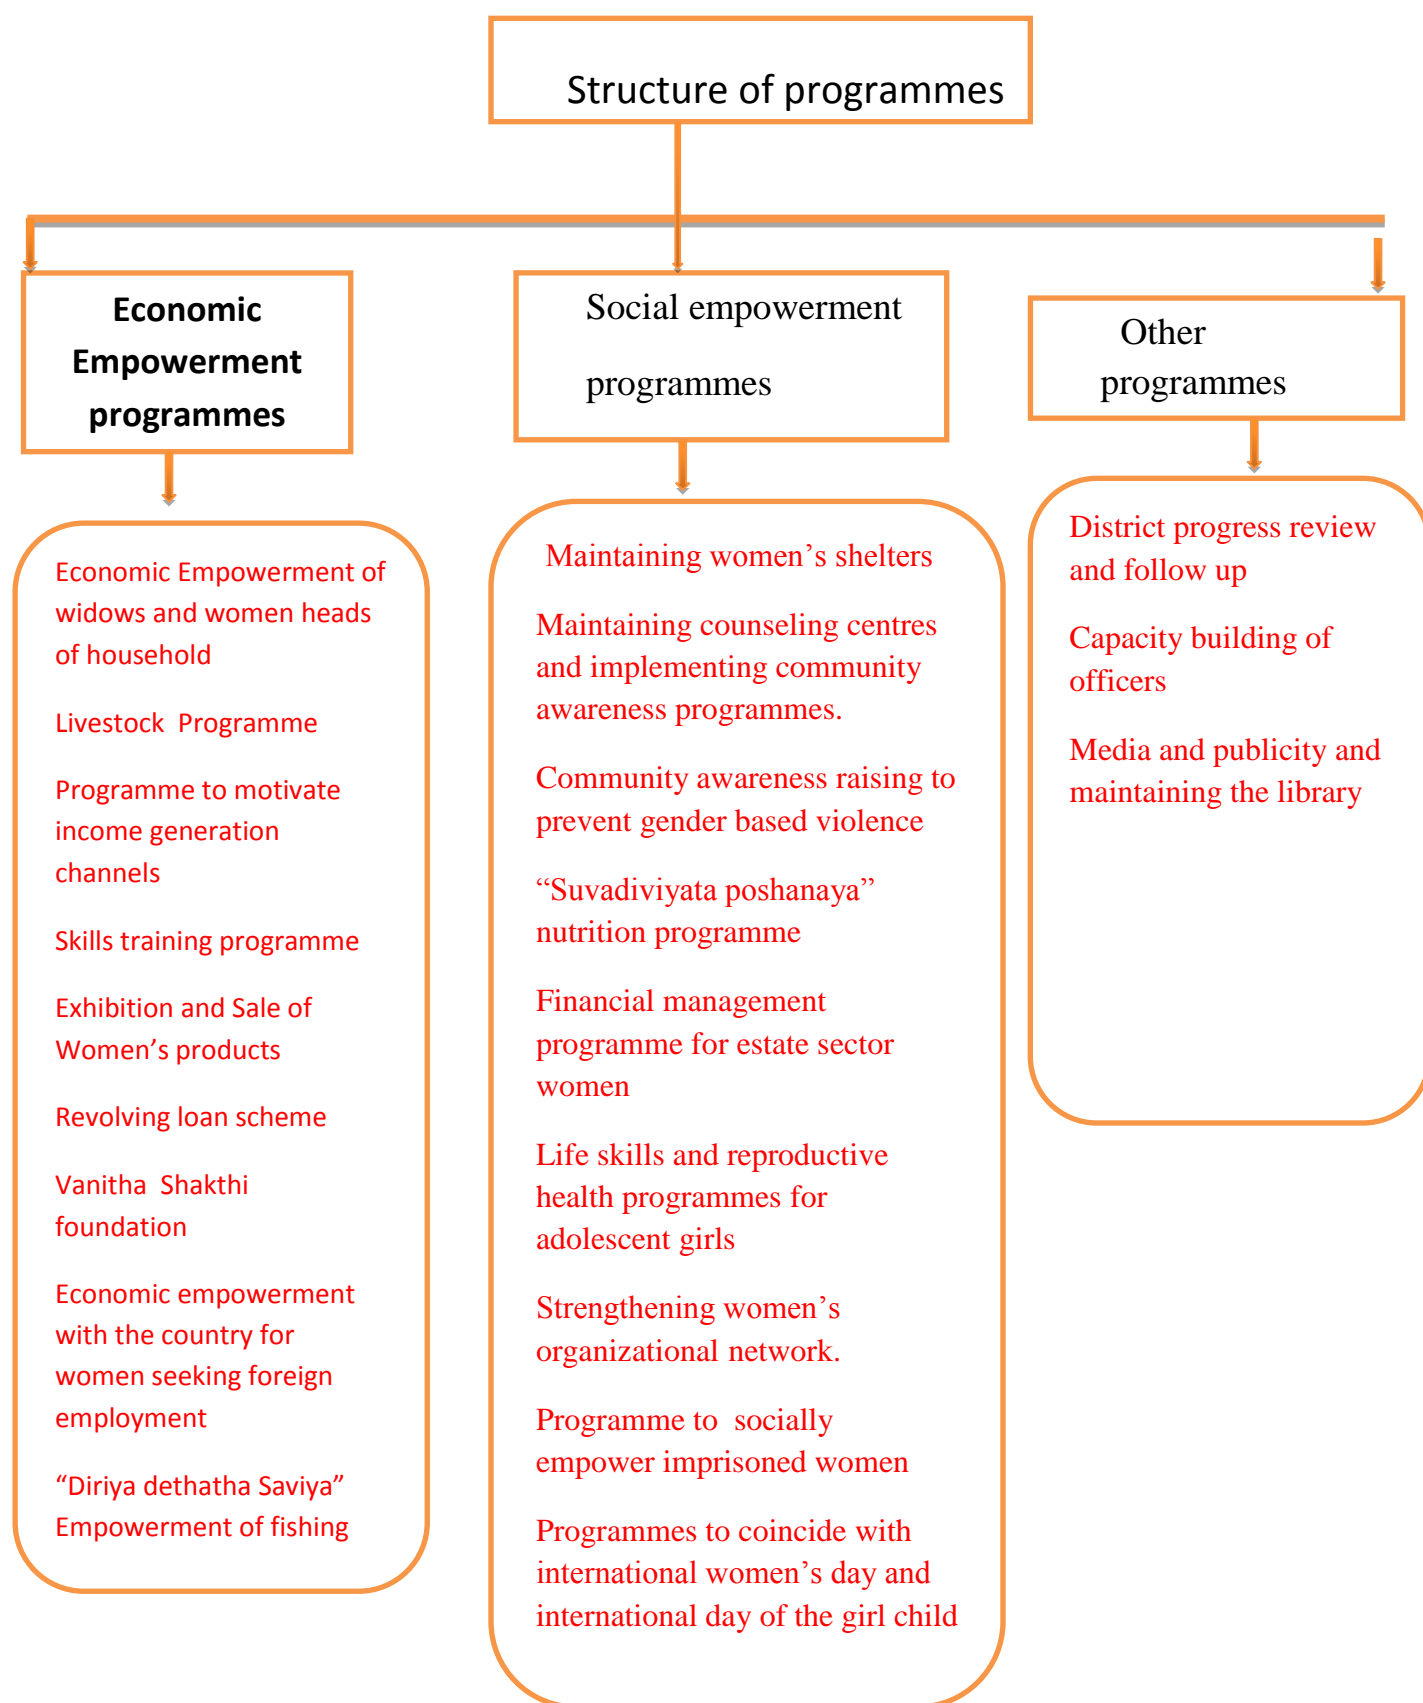 Structure of programmes
Economic
Empowerment
programmes
Economic Empowerment of
widows and women heads
of household
Livestock  Programme
Programme to motivate
income generation
channels
Skills training programme
Exhibition and Sale of
Women’s products
Revolving loan scheme
Vanitha  Shakthi
foundation
Economic empowerment
with the country for
women seeking foreign
employment
“Diriya dethatha Saviya”
Empowerment of fishing
Social empowerment
programmes
Maintaining women’s shelters
Maintaining counseling centres
and implementing community
awareness programmes.
Community awareness raising to
prevent gender based violence
“Suvadiviyata poshanaya”
nutrition programme
Financial management
programme for estate sector
women
Life skills and reproductive
health programmes for
adolescent girls
Strengthening women’s
organizational network.
Programme to  socially
empower imprisoned women
Programmes to coincide with
international women’s day and
international day of the girl child
Other
programmes
District progress review
and follow up
Capacity building of
officers
Media and publicity and
maintaining the library